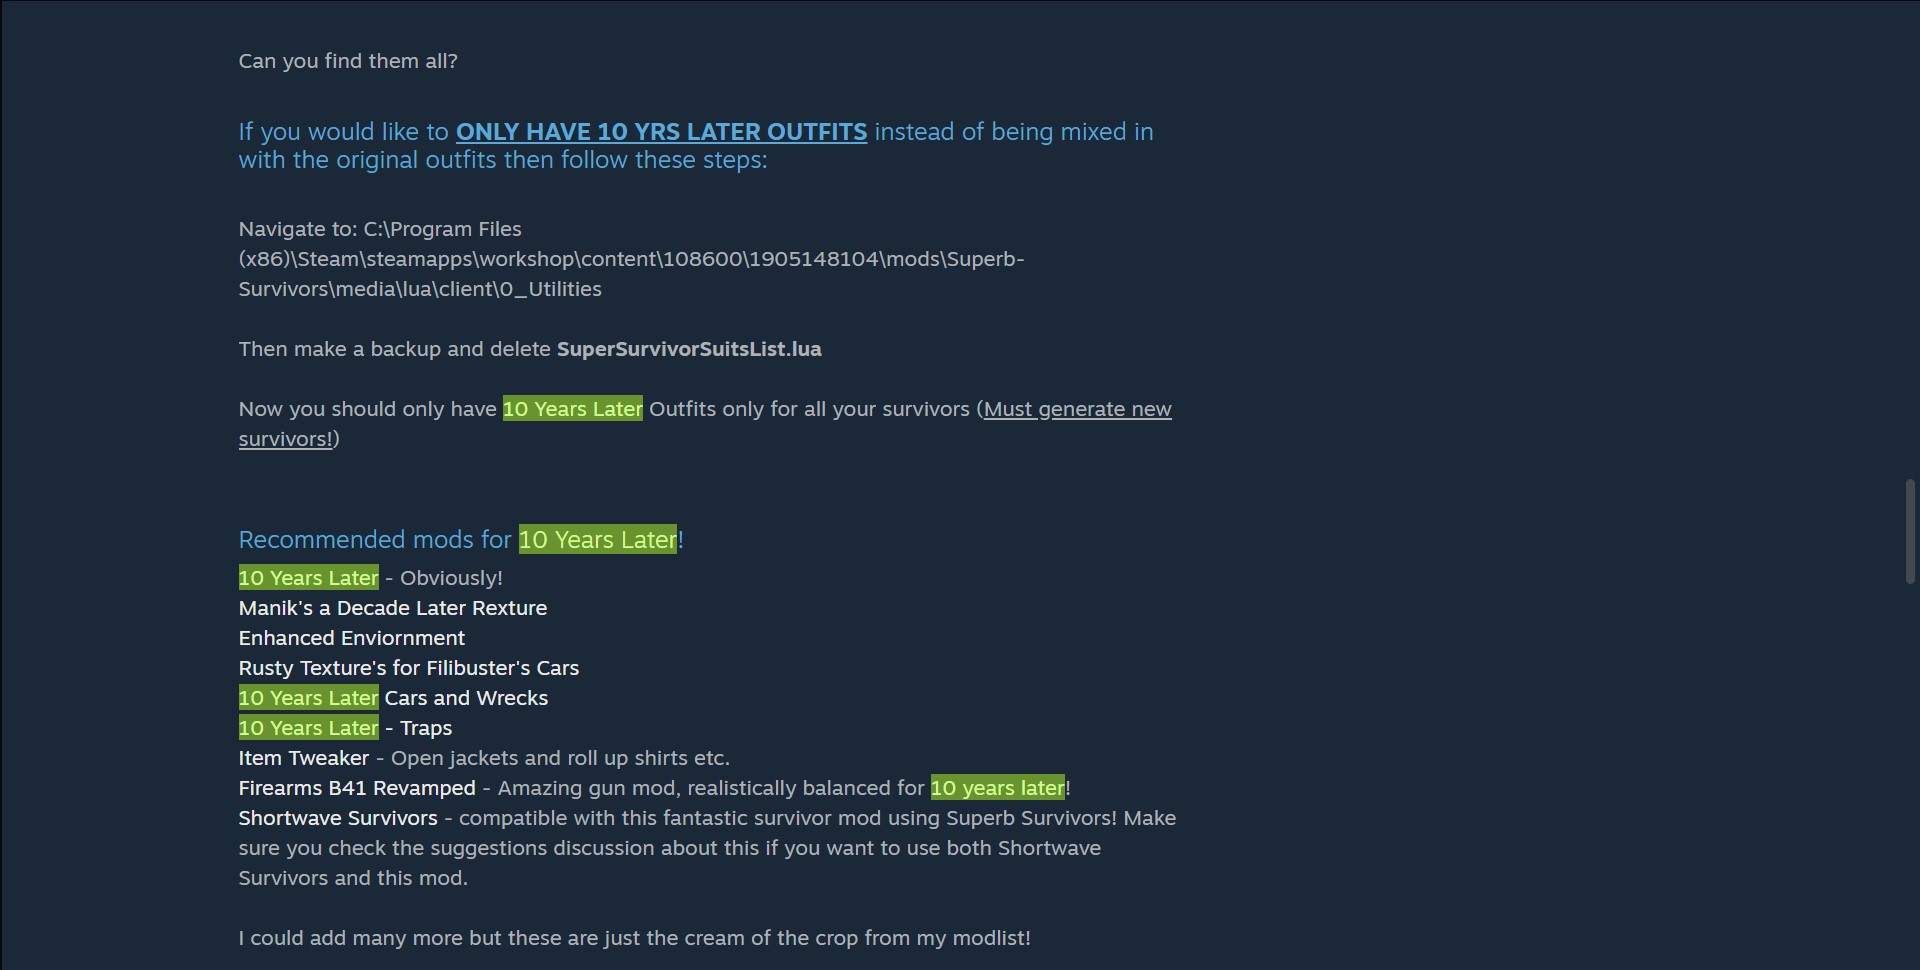 Can you find them all?
If you would like to ONLY HAVE 10 YRS LATER OUTFITS instead of being mixed in
with the original outfits then follow these steps:
Navigate to: C:\Program Files
(x86)\Steam\steamapps\workshop\content\108600\1905148104\mods\Superb-
Survivors\media\lua\client\0_Utilities
Then make a backup and delete SuperSurvivorSuitsList.lua
Now you should only have 10 Years Later Outfits only for all your survivors (Must generate new
survivors!)
Recommended mods for 10 Years Later!
10 Years Later - Obviously!
Manik's a Decade Later Rexture
Enhanced Enviornment
Rusty Texture's for Filibuster's Cars
10 Years Later Cars and Wrecks
10 Years Later - Traps
Item Tweaker - Open jackets and roll up shirts etc.
Firearms B41 Revamped - Amazing gun mod, realistically balanced for 10 years later!
Shortwave Survivors - compatible with this fantastic survivor mod using Superb Survivors! Make
sure you check the suggestions discussion about this if you want to use both Shortwave
Survivors and this mod.
I could add many more but these are just the cream of the crop from my modlist!